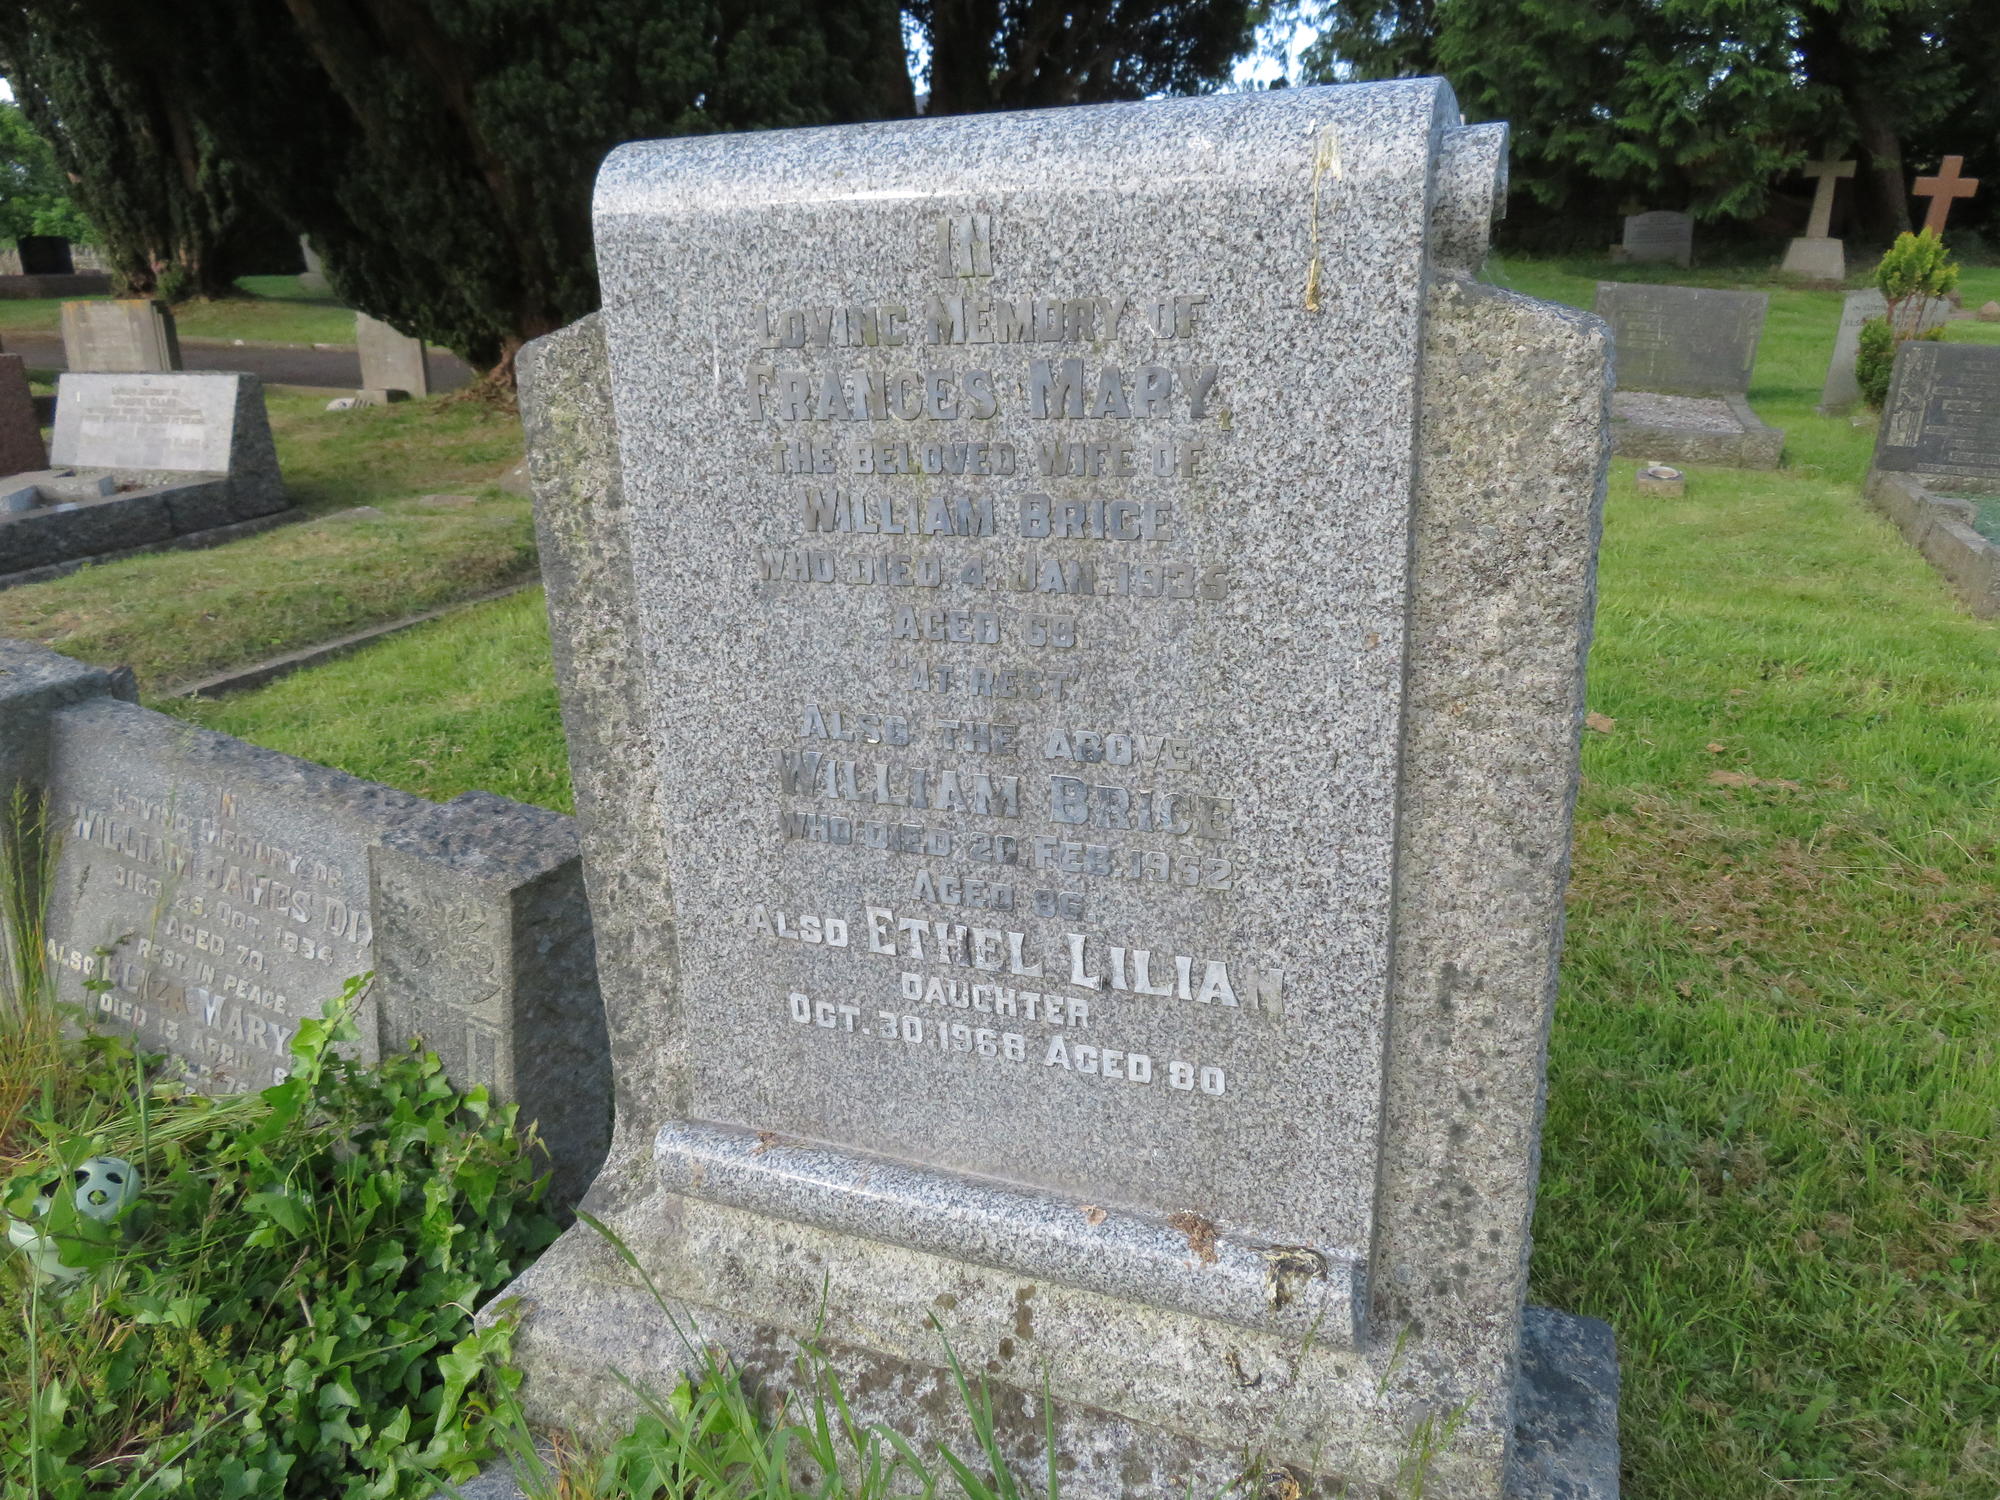 IN
LOVING MEMORY OF
FRANCES MARY,
THE BELOVED WIFE OF
WILLIAM BRICE
WHO DIED 4. JAN. 1935
AGED 69.
"AT REST"
ALSO THE ABOVE
WILLIAM BRICE
WHO DIED FEB. 1952
AGED 86.
ALSO ETHEL LILIAN
DAUGHTER
OCT. 30 1968 AGED 80
IN
LOVING MEMORY OF
WILLIAM JAMES
DIED 29. OCT. 1934
AGED 70.
REST IN PEACE.
ALSO ELIZA MARY
DIED 13 APRIL